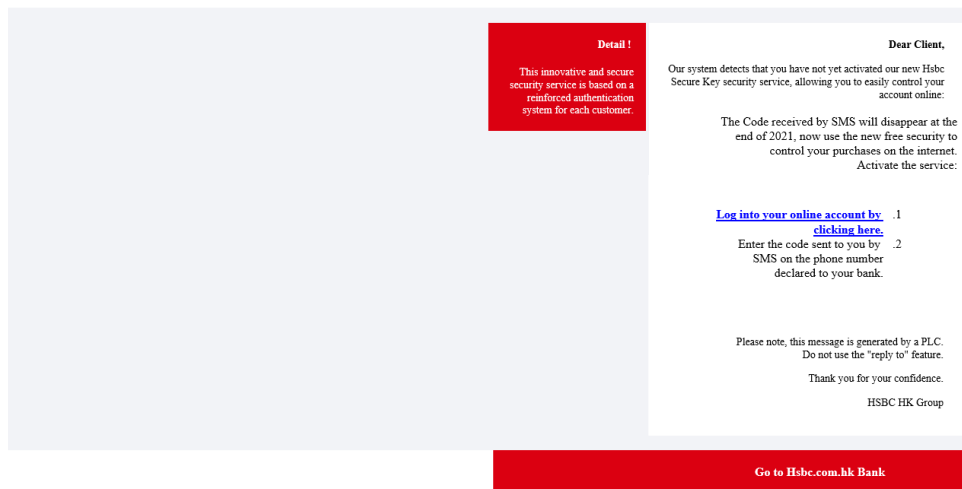 Detail !
This innovative and secure
security service is based on a
reinforced authentication
system for each customer.
Dear Client,
Our system detects that you have not yet activated our new Hsbc
Secure Key security service, allowing you to easily control your
account online:
The Code received by SMS will disappear at the
end of 2021, now use the new free security to
control your purchases on the internet.
Activate the service:
Log into your online account by .1
clicking here.
Enter the code sent to you by .2
SMS on the phone number
declared to your bank.
Please note, this message is generated by a PLC.
Do not use the "reply to" feature.
Thank you for your confidence.
HSBC HK Group
Go to Hsbc.com.hk Bank